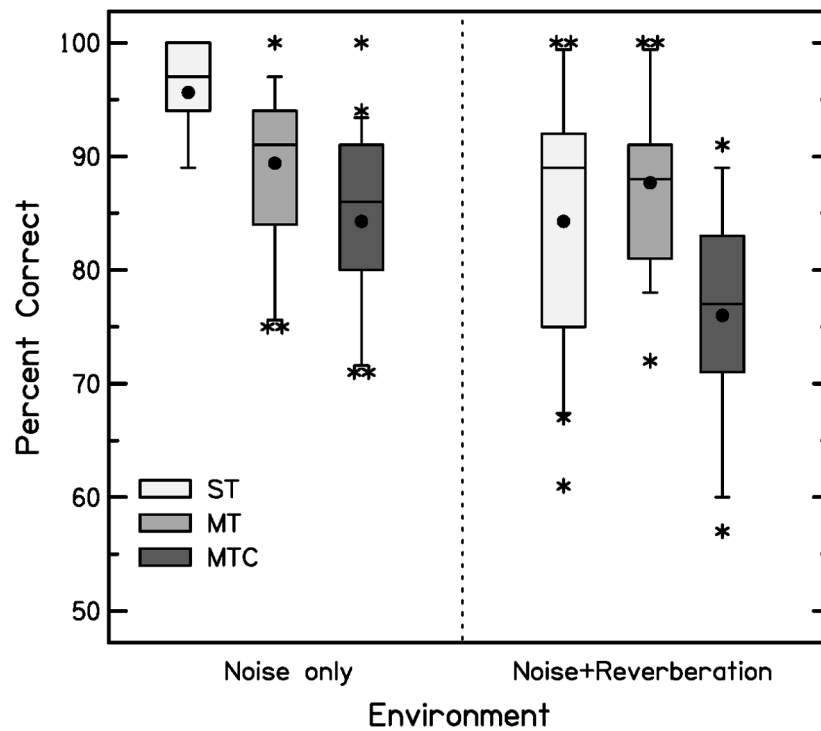 Percent Correct
100
90
80
70
60
50
ST
MT
MTC
Noise only
Noise+Reverberation
Environment